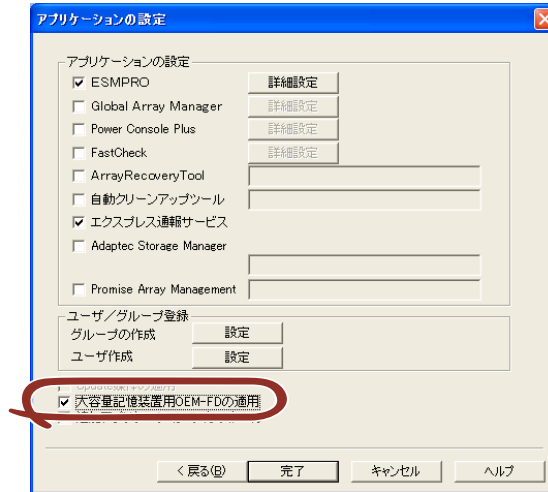 アプリケーションの設定
アプリケーションの設定
ESMPRO 詳細設定
Global Array Manager 詳細設定
Power Console Plus 詳細設定
FastCheck 詳細設定
ArrayRecoveryTool
自動クリーンアップツール
エクスプレス通報サービス
Adaptec Storage Manager
Promise Array Management
ユーザ/グループ登録
グループの作成 設定
ユーザ作成 設定
大容量記憶装置用OEM-FDの適用
< 戻る(B) 完了 キャンセル ヘルプ